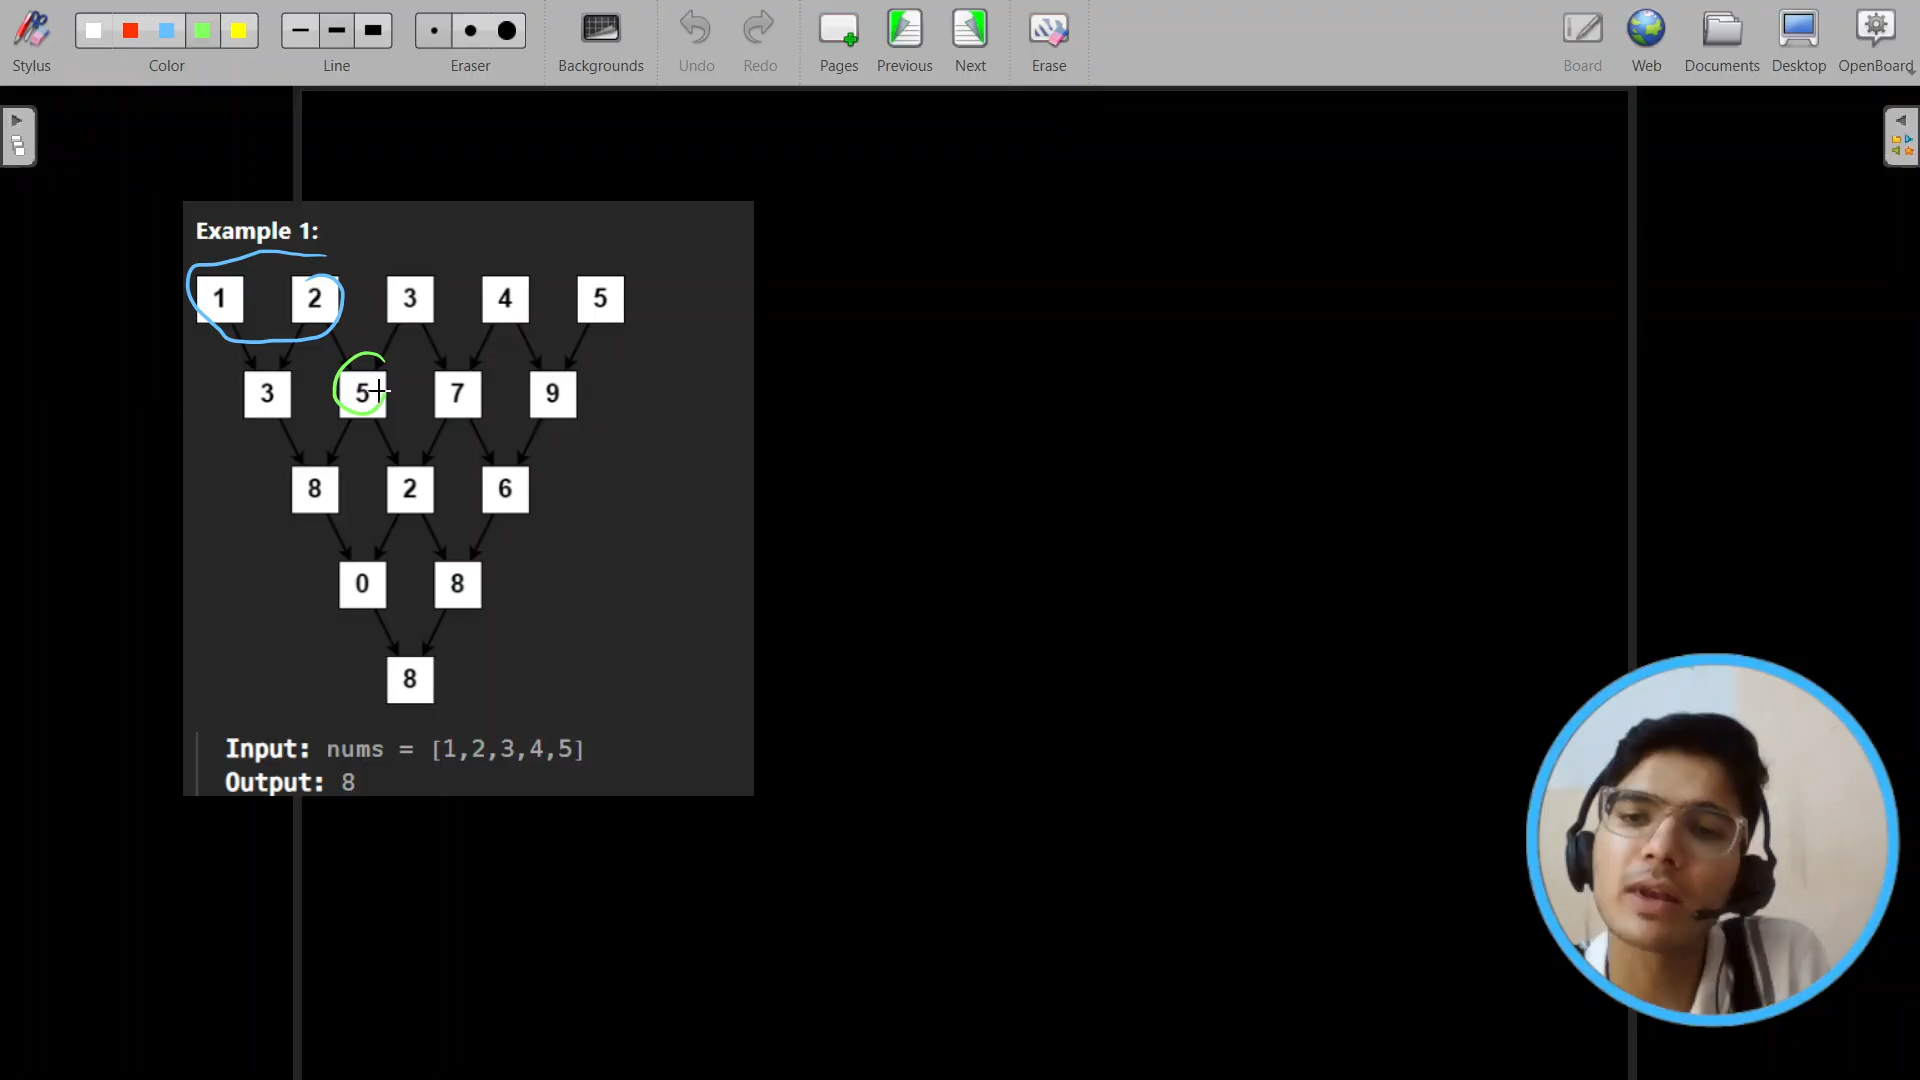 Stylus Color Line Eraser Backgrounds Undo Redo Pages Previous Next Erase Board Web Documents Desktop OpenBoard
Example 1:
1 2 3 4 5
3 5 7 9
8 2 6
0 8
8
Input: nums = [1,2,3,4,5]
Output: 8